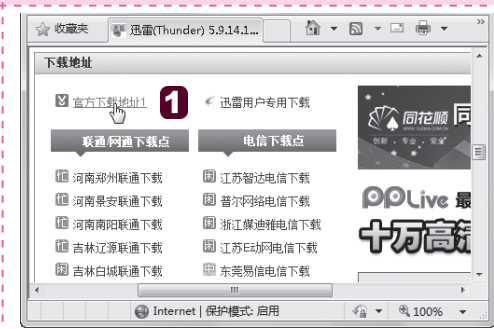 收藏夹 迅雷(Thunder) 5.9.14.1...
下载地址
官方下载地址1 1 迅雷用户专用下载
联通/网通下载点 电信下载点
河南郑州联通下载 江苏智达电信下载
河南景安联通下载 普尔网络电信下载
河南南阳联通下载 浙江媒迪雅电信下载
吉林辽源联通下载 江苏E动网电信下载
吉林白城联通下载 东莞易信电信下载
同花顺 同
创新·专业·安全
PPLive 最
十万高清
Internet | 保护模式: 启用 100%